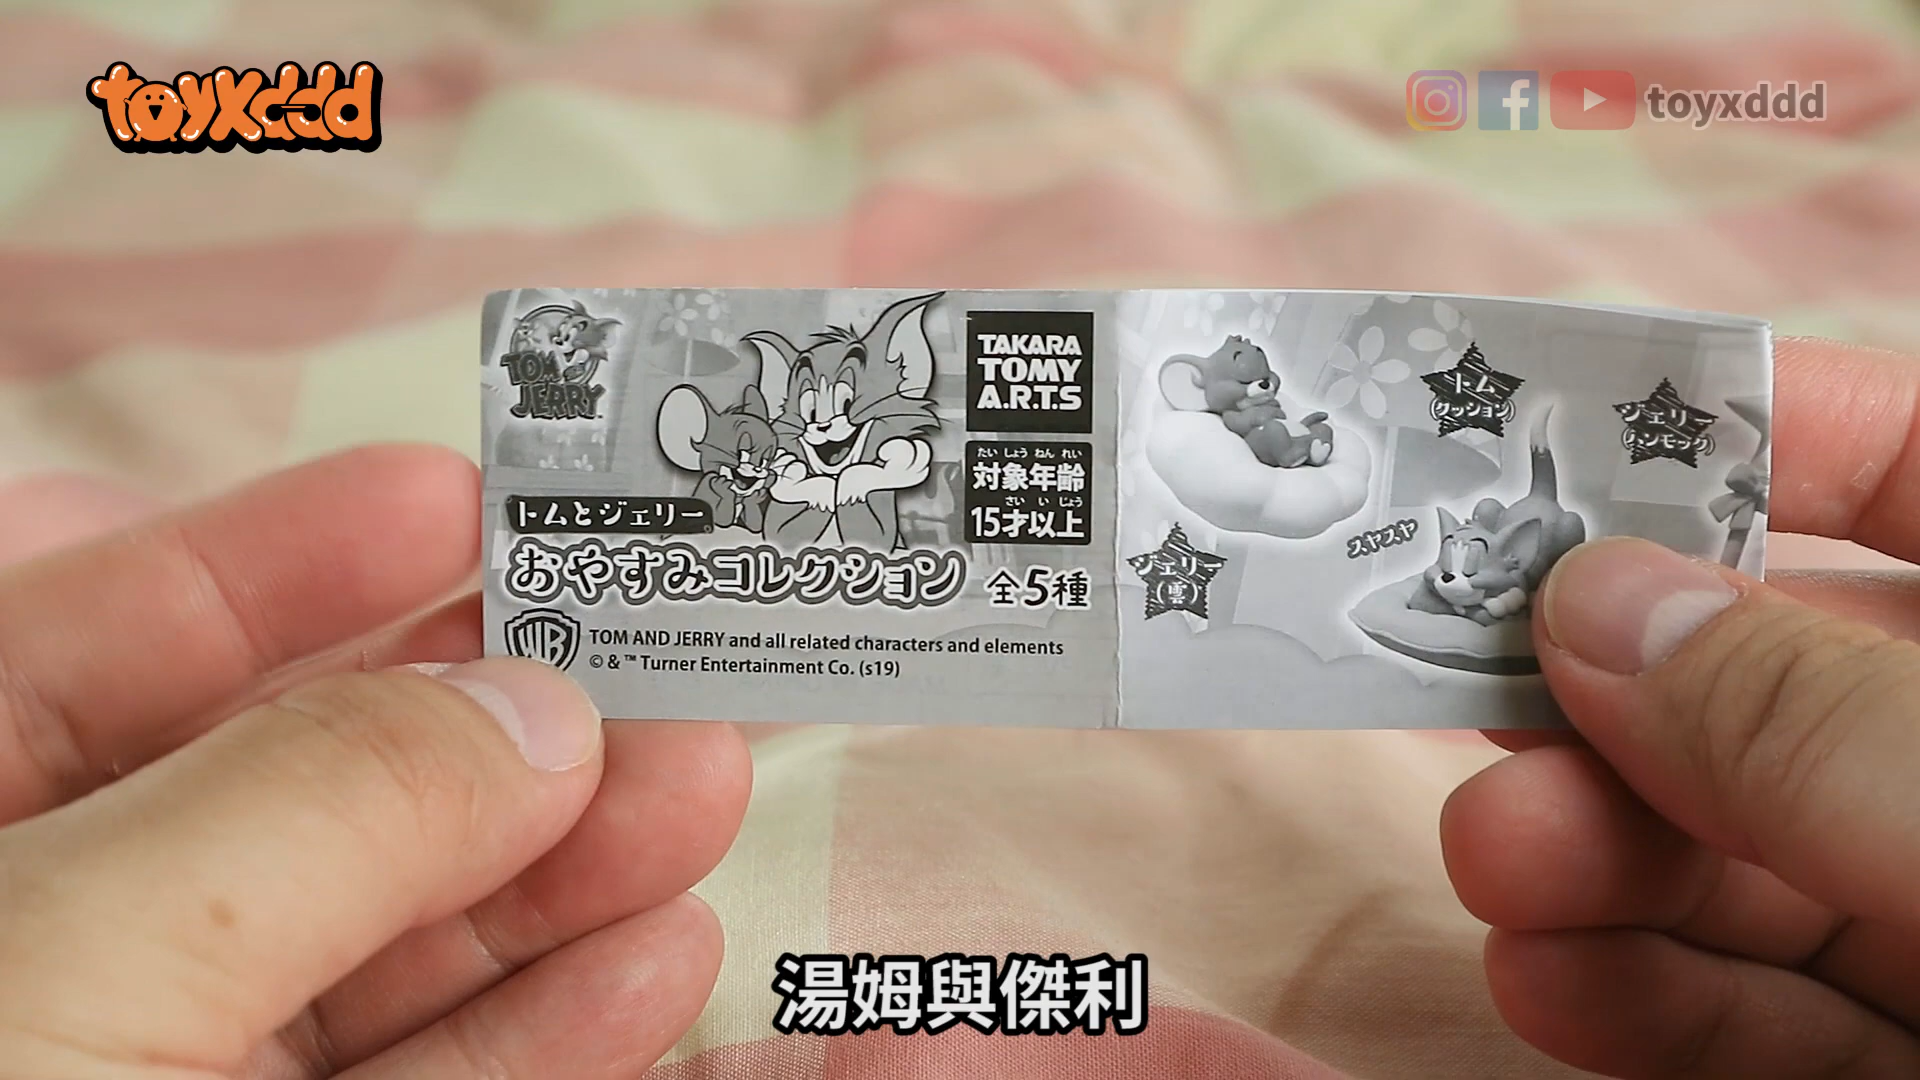 toyxddd
toyxddd
TOM
JERRY
TAKARA
TOMY
A.R.T.S
たいしょうねんれい
対象年齢
さいいじょう
15才以上
トムとジェリー
おやすみコレクション
全5種
WB
TOM AND JERRY and all related characters and elements
© & ™ Turner Entertainment Co. (s19)
トム
(クッション)
ジェリー
(ハンモック)
スヤスヤ
ジェリー
(雲)
湯姆與傑利